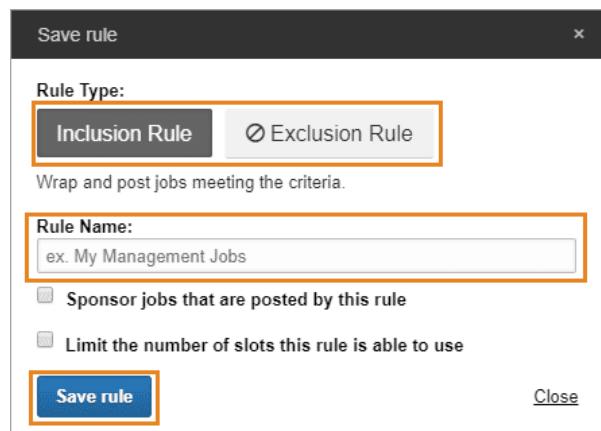 Save rule ×
Rule Type:
Inclusion Rule Exclusion Rule
Wrap and post jobs meeting the criteria.
Rule Name:
ex. My Management Jobs
Sponsor jobs that are posted by this rule
Limit the number of slots this rule is able to use
Save rule Close